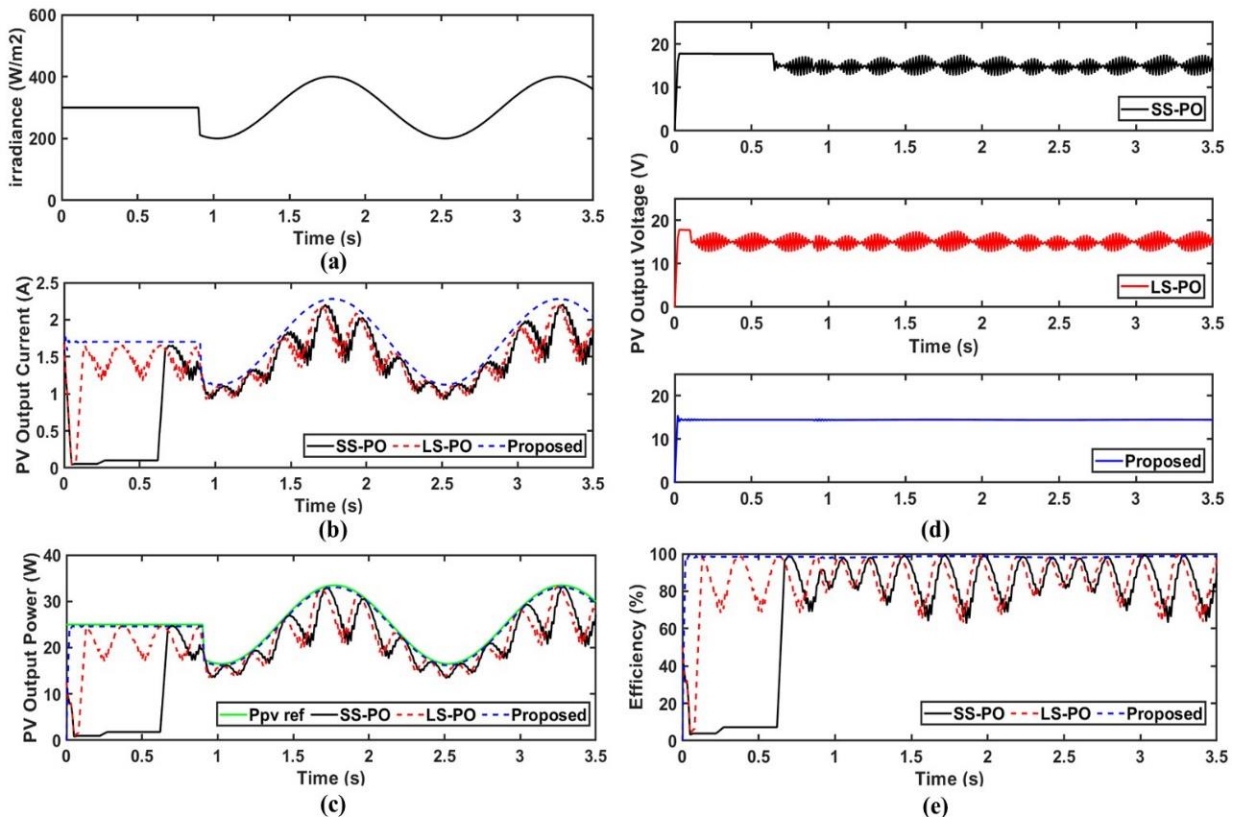 600
400
200
0
irradiance (W/m2)
0 0.5 1 1.5 2 2.5 3 3.5
Time (s)
(a)
2.5
2
1.5
1
0.5
0
PV Output Current (A)
SS-PO LS-PO Proposed
0 0.5 1 1.5 2 2.5 3 3.5
Time (s)
(b)
40
30
20
10
0
PV Output Power (W)
Ppv ref SS-PO LS-PO Proposed
0 0.5 1 1.5 2 2.5 3 3.5
Time (s)
(c)
20
10
0
SS-PO
0 0.5 1 1.5 2 2.5 3 3.5
Time (s)
PV Output Voltage (V)
20
10
0
LS-PO
0 0.5 1 1.5 2 2.5 3 3.5
Time (s)
20
10
0
Proposed
0 0.5 1 1.5 2 2.5 3 3.5
(d)
100
80
60
40
20
0
Efficiency (%)
SS-PO LS-PO Proposed
0 0.5 1 1.5 2 2.5 3 3.5
Time (s)
(e)